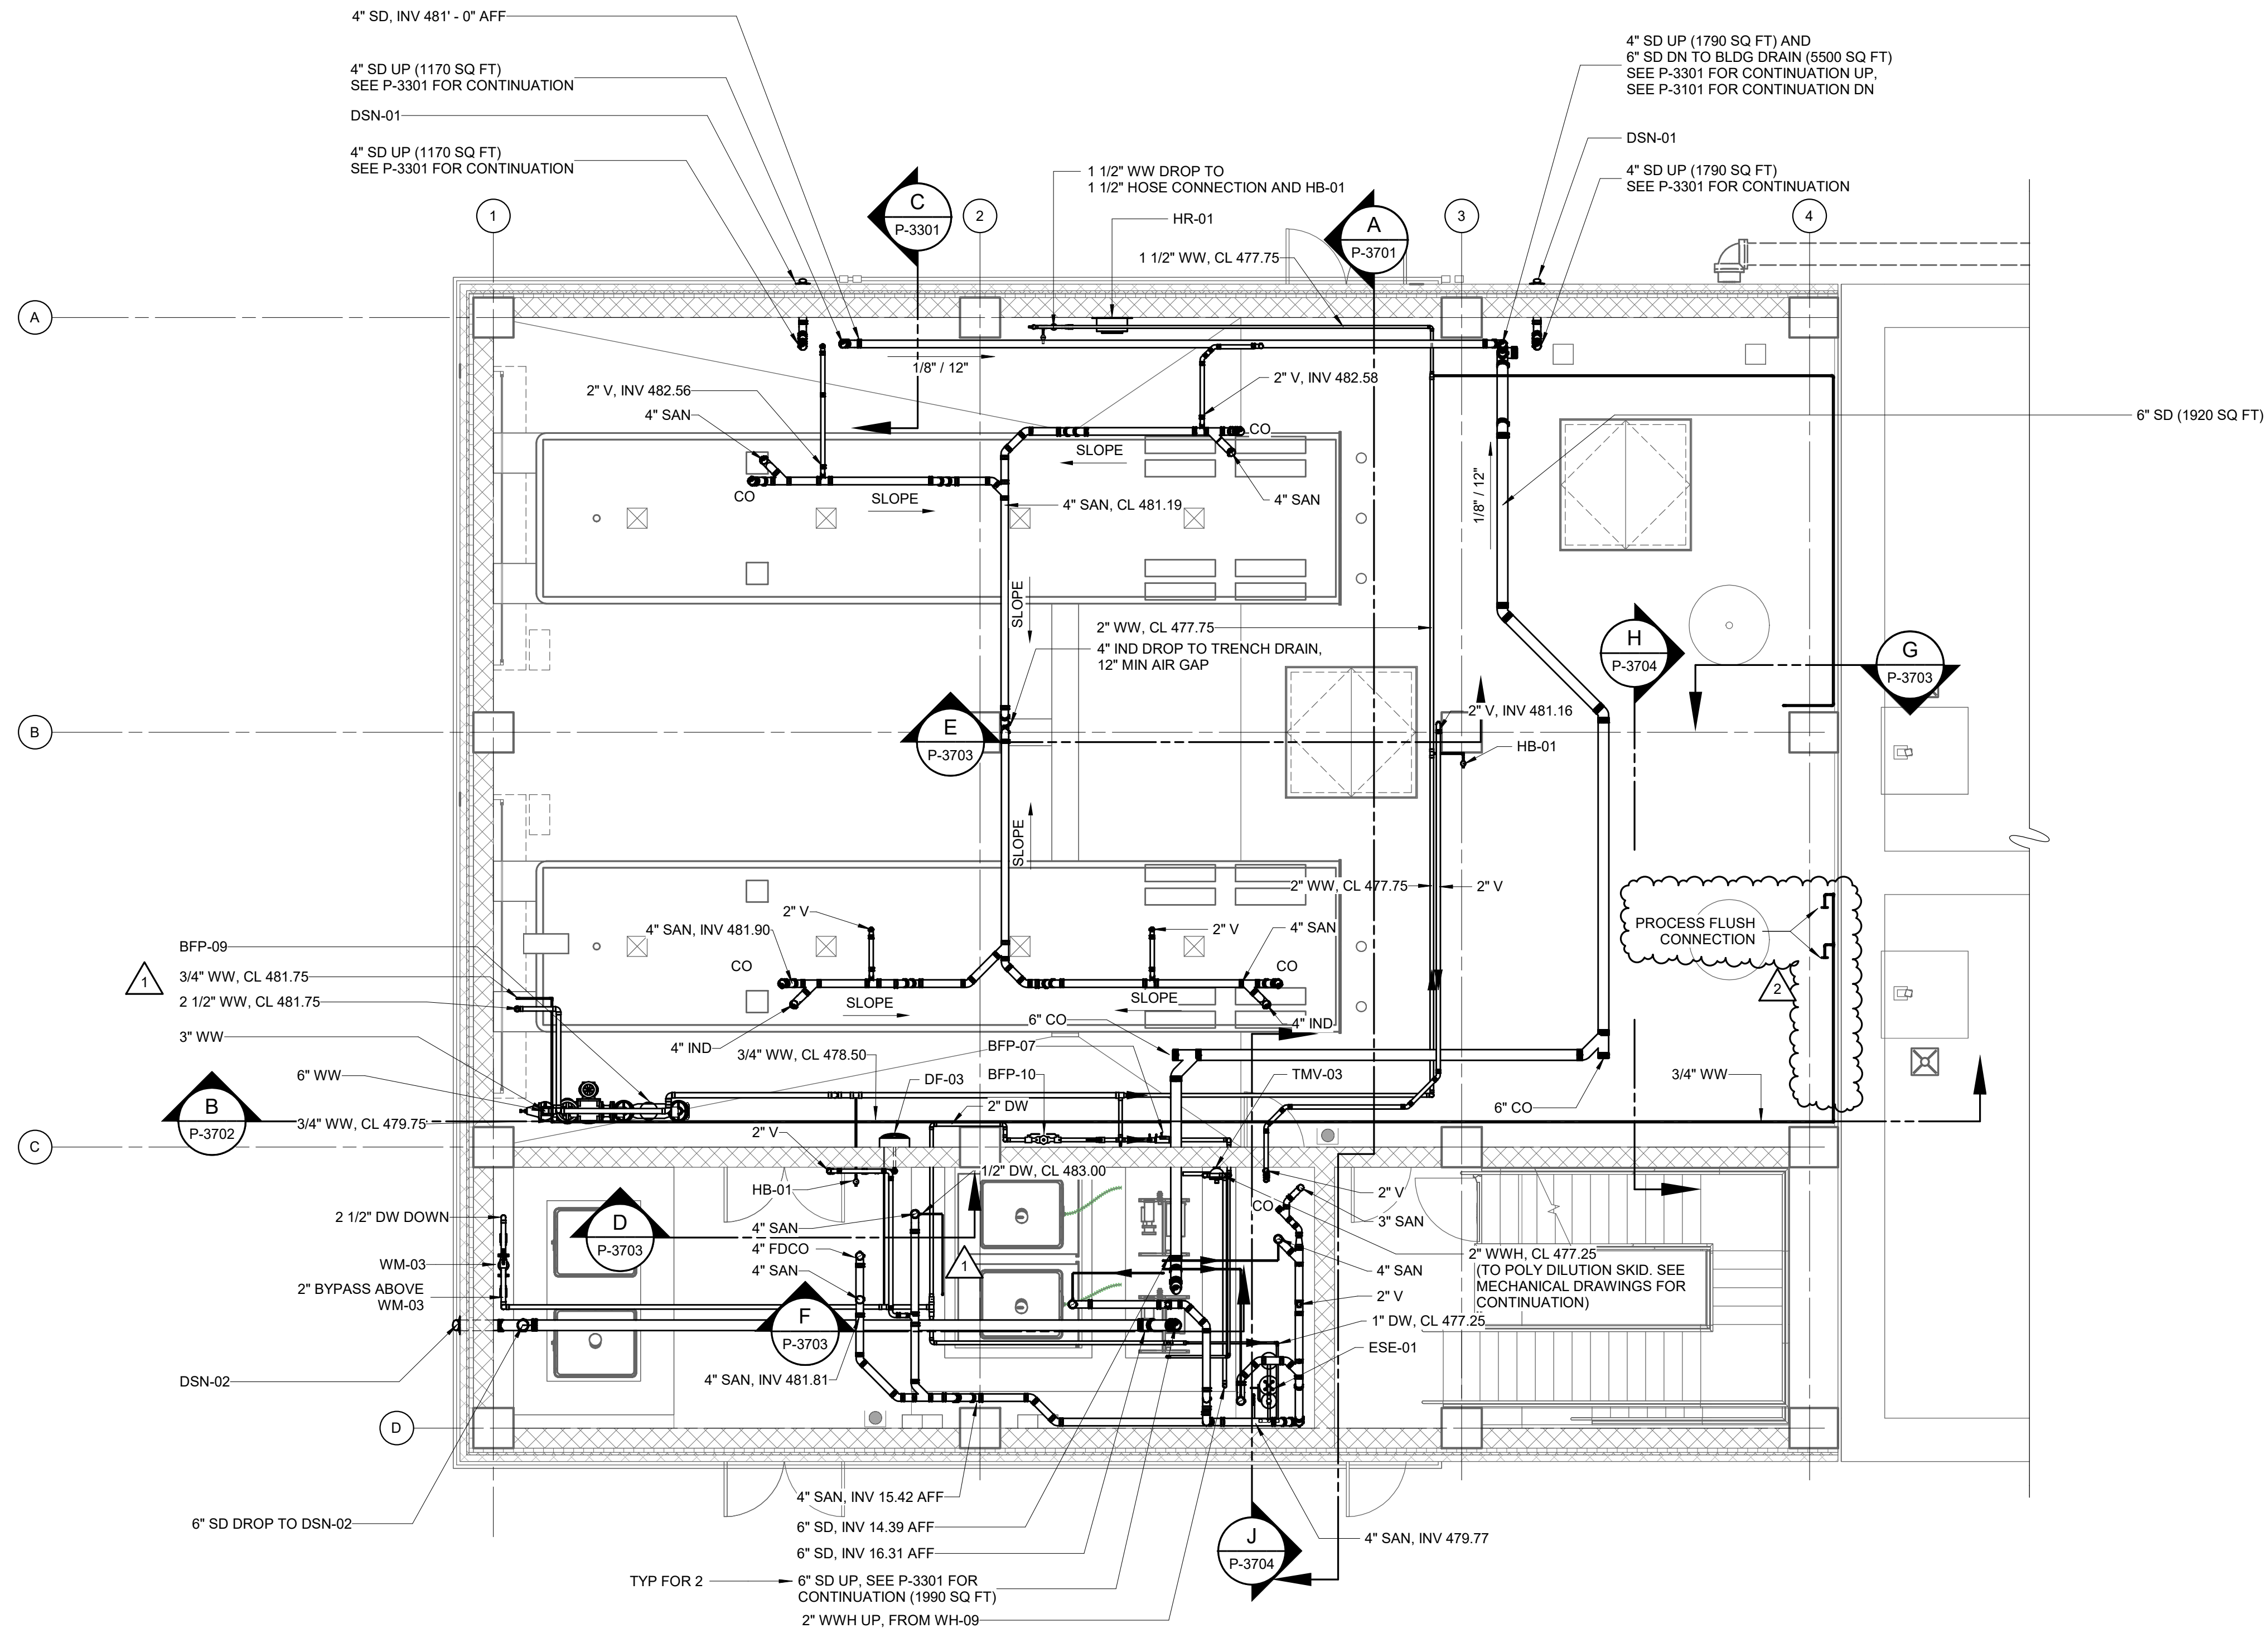 4" SD, INV 481' - 0" AFF
4" SD UP (1170 SQ FT)
SEE P-3301 FOR CONTINUATION
DSN-01
4" SD UP (1170 SQ FT)
SEE P-3301 FOR CONTINUATION
4" SD UP (1790 SQ FT) AND
6" SD DN TO BLDG DRAIN (5500 SQ FT)
SEE P-3301 FOR CONTINUATION UP,
SEE P-3101 FOR CONTINUATION DN
DSN-01
4" SD UP (1790 SQ FT)
SEE P-3301 FOR CONTINUATION
1 1/2" WW DROP TO
1 1/2" HOSE CONNECTION AND HB-01
HR-01
1 1/2" WW, CL 477.75
1
C
P-3301
2
A
P-3701
3
4
A
1/8" / 12"
2" V, INV 482.56
4" SAN
2" V, INV 482.58
6" SD (1920 SQ FT)
CO
SLOPE
CO
SLOPE
4" SAN
4" SAN, CL 481.19
1/8" / 12"
SLOPE
2" WW, CL 477.75
4" IND DROP TO TRENCH DRAIN,
12" MIN AIR GAP
H
P-3704
G
P-3703
B
E
P-3703
2" V, INV 481.16
HB-01
SLOPE
2" WW, CL 477.75
2" V
2" V
4" SAN, INV 481.90
2" V
4" SAN
PROCESS FLUSH
CONNECTION
BFP-09
1
3/4" WW, CL 481.75
2 1/2" WW, CL 481.75
CO
CO
2
SLOPE
SLOPE
4" IND
4" IND
3" WW
6" CO
BFP-07
3/4" WW, CL 478.50
6" WW
DF-03
BFP-10
TMV-03
3/4" WW
B
P-3702
3/4" WW, CL 479.75
2" DW
6" CO
C
2" V
1/2" DW, CL 483.00
HB-01
2" V
CO
3" SAN
2 1/2" DW DOWN
D
P-3703
4" SAN
4" FDCO
4" SAN
1
WM-03
2" BYPASS ABOVE
WM-03
2" WWH, CL 477.25
(TO POLY DILUTION SKID. SEE
MECHANICAL DRAWINGS FOR
CONTINUATION)
4" SAN
2" V
F
P-3703
1" DW, CL 477.25
ESE-01
DSN-02
4" SAN, INV 481.81
D
4" SAN, INV 15.42 AFF
6" SD DROP TO DSN-02
6" SD, INV 14.39 AFF
6" SD, INV 16.31 AFF
J
P-3704
4" SAN, INV 479.77
TYP FOR 2
6" SD UP, SEE P-3301 FOR
CONTINUATION (1990 SQ FT)
2" WWH UP, FROM WH-09